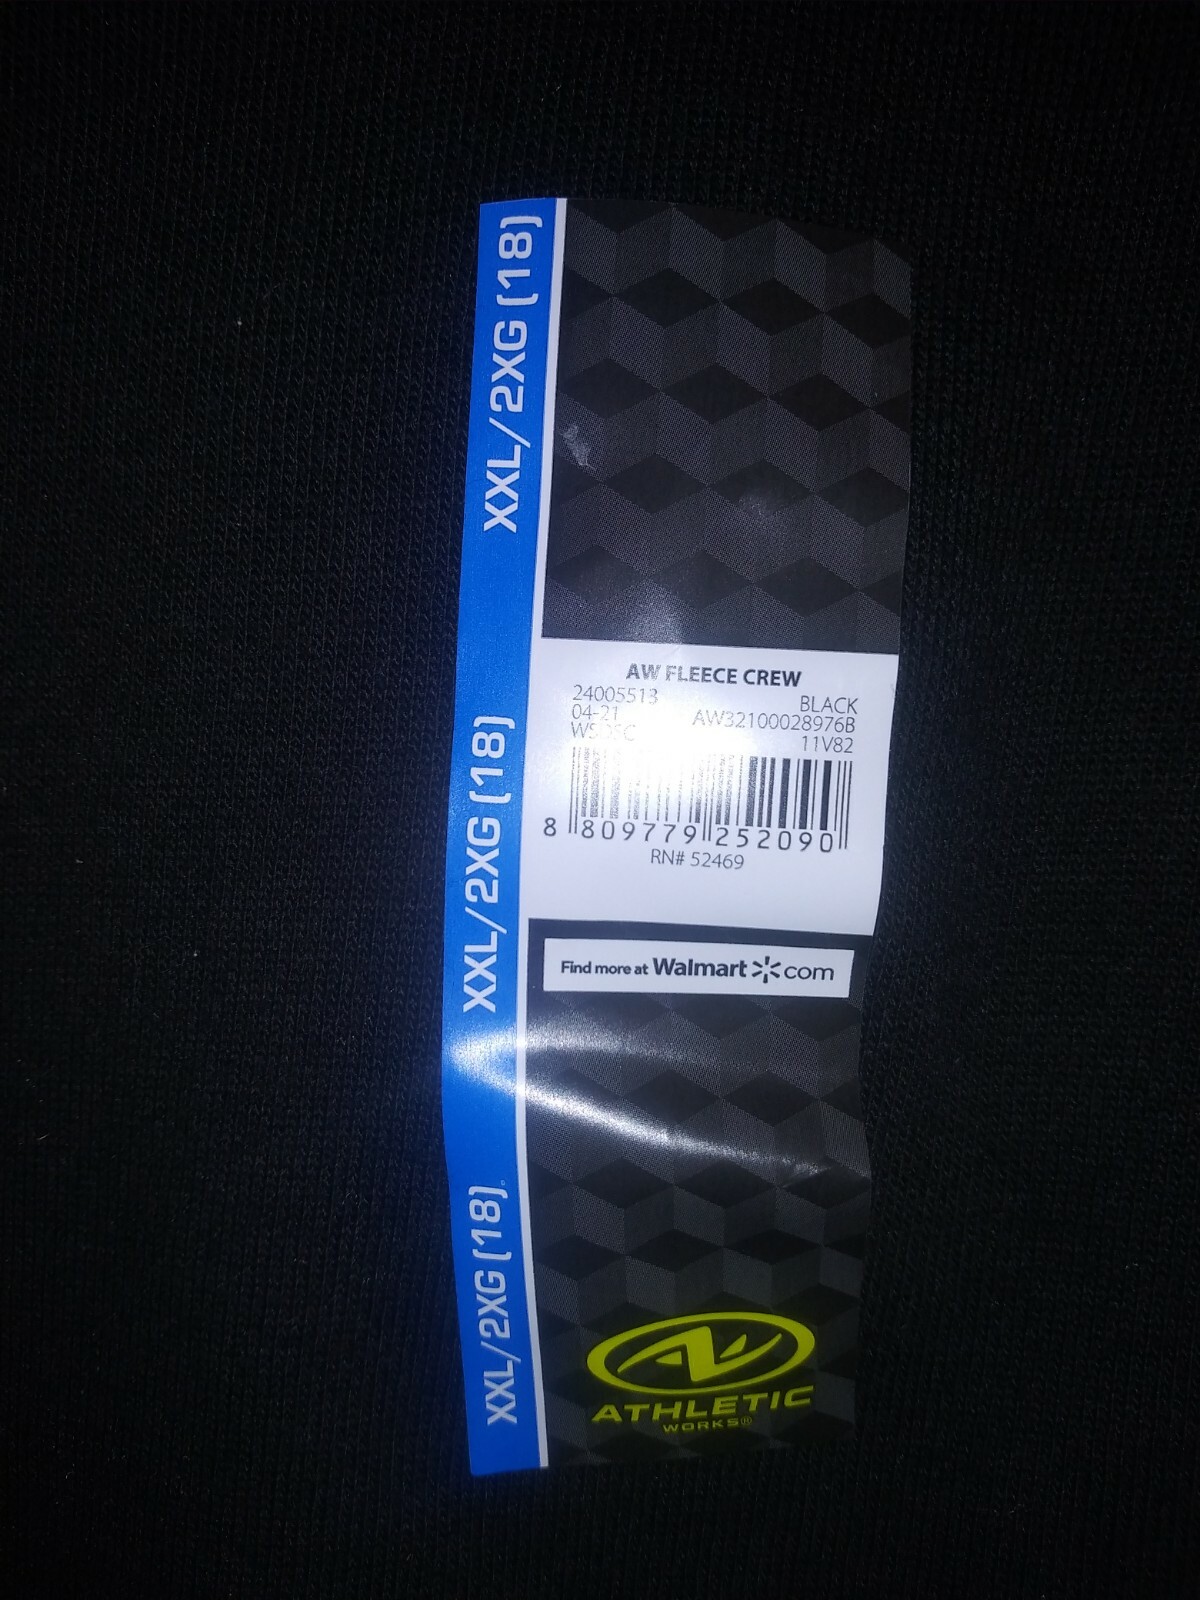 XXL/2XG (18)
XXL/2XG (18)
XXL/2XG (18)
AW FLEECE CREW
24005513 BLACK
04-21 AW32100028976B
11V82
8 809779 252090
RN# 52469
Find more at Walmart com
AW
ATHLETIC
WORKS®